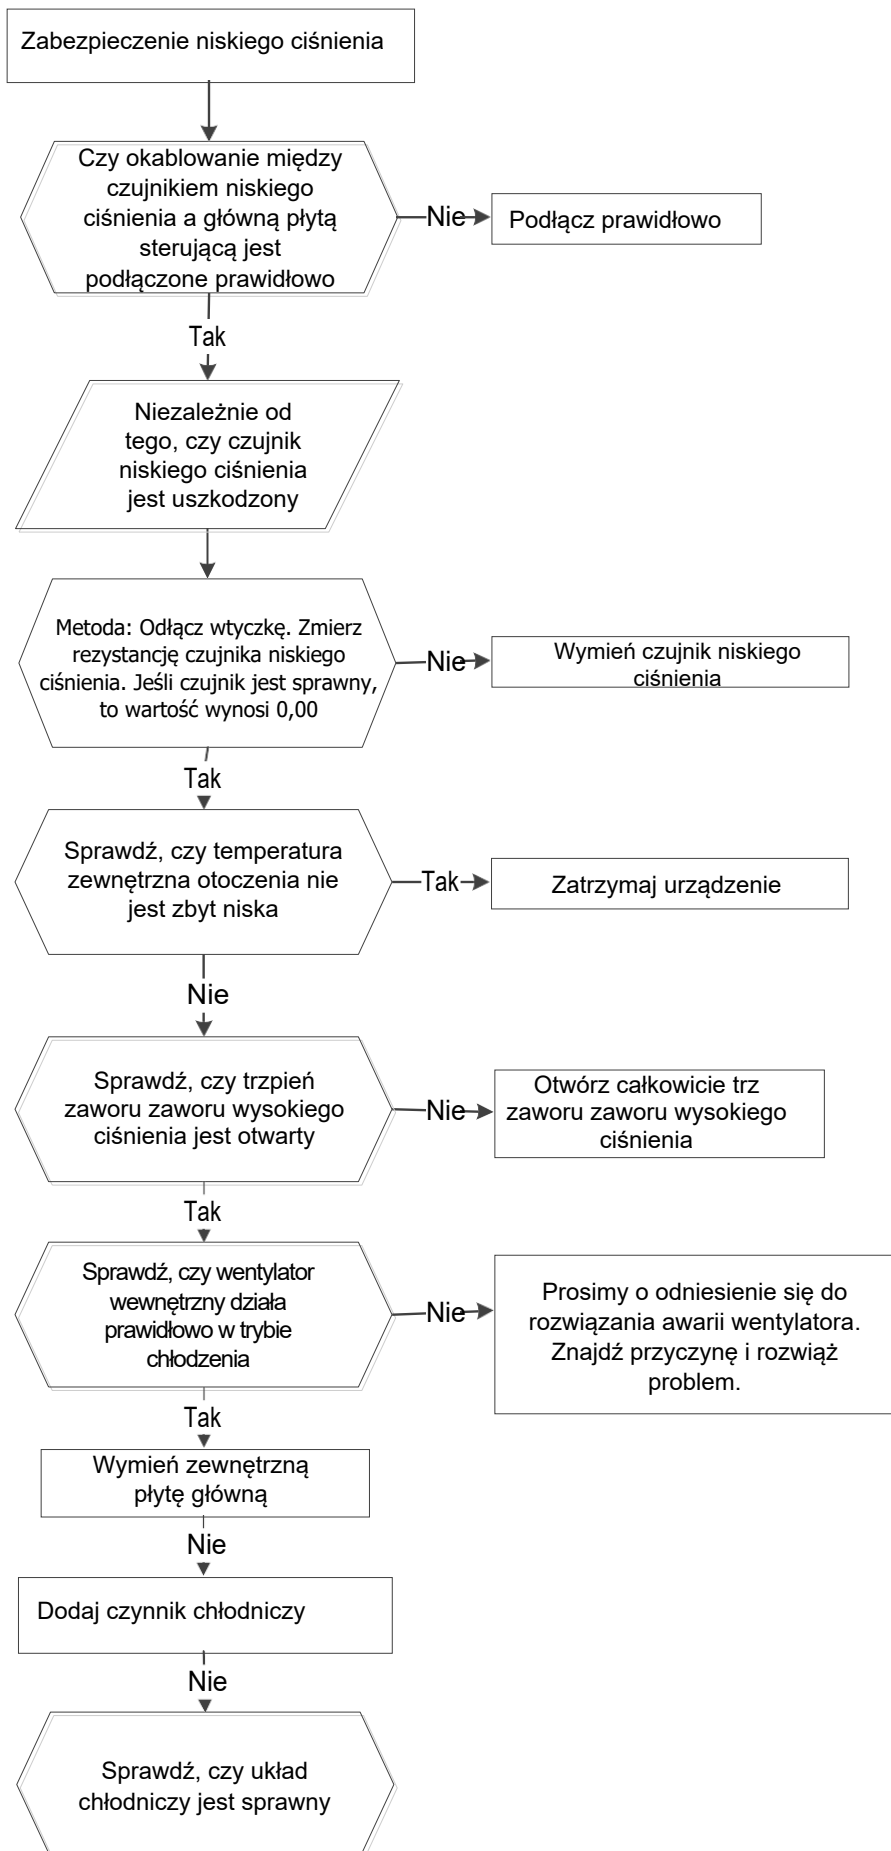 Zabezpieczenie niskiego ciśnienia
Czy okablowanie między
czujnikiem niskiego
ciśnienia a główną płytą
sterującą jest
podłączone prawidłowo
Nie
Podłącz prawidłowo
Tak
Niezależnie od
tego, czy czujnik
niskiego ciśnienia
jest uszkodzony
Metoda: Odłącz wtyczkę. Zmierz
rezystancję czujnika niskiego
ciśnienia. Jeśli czujnik jest sprawny,
to wartość wynosi 0,00
Nie
Wymień czujnik niskiego
ciśnienia
Tak
Sprawdź, czy temperatura
zewnętrzna otoczenia nie
jest zbyt niska
Tak
Zatrzymaj urządzenie
Nie
Sprawdź, czy trzpień
zaworu zaworu wysokiego
ciśnienia jest otwarty
Nie
Otwórz całkowicie trz
zaworu zaworu wysokiego
ciśnienia
Tak
Sprawdź, czy wentylator
wewnętrzny działa
prawidłowo w trybie
chłodzenia
Nie
Prosimy o odniesienie się do
rozwiązania awarii wentylatora.
Znajdź przyczynę i rozwiąż
problem.
Tak
Wymień zewnętrzną
płytę główną
Nie
Dodaj czynnik chłodniczy
Nie
Sprawdź, czy układ
chłodniczy jest sprawny